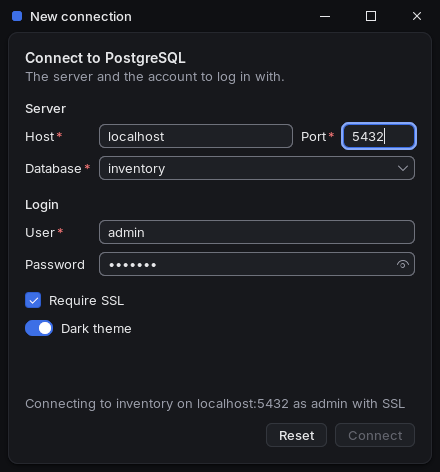 New connection
Connect to PostgreSQL
The server and the account to log in with.
Server
Host * localhost Port * 5432
Database * inventory
Login
User * admin
Password •••••••
Require SSL
Dark theme
Connecting to inventory on localhost:5432 as admin with SSL
Reset Connect